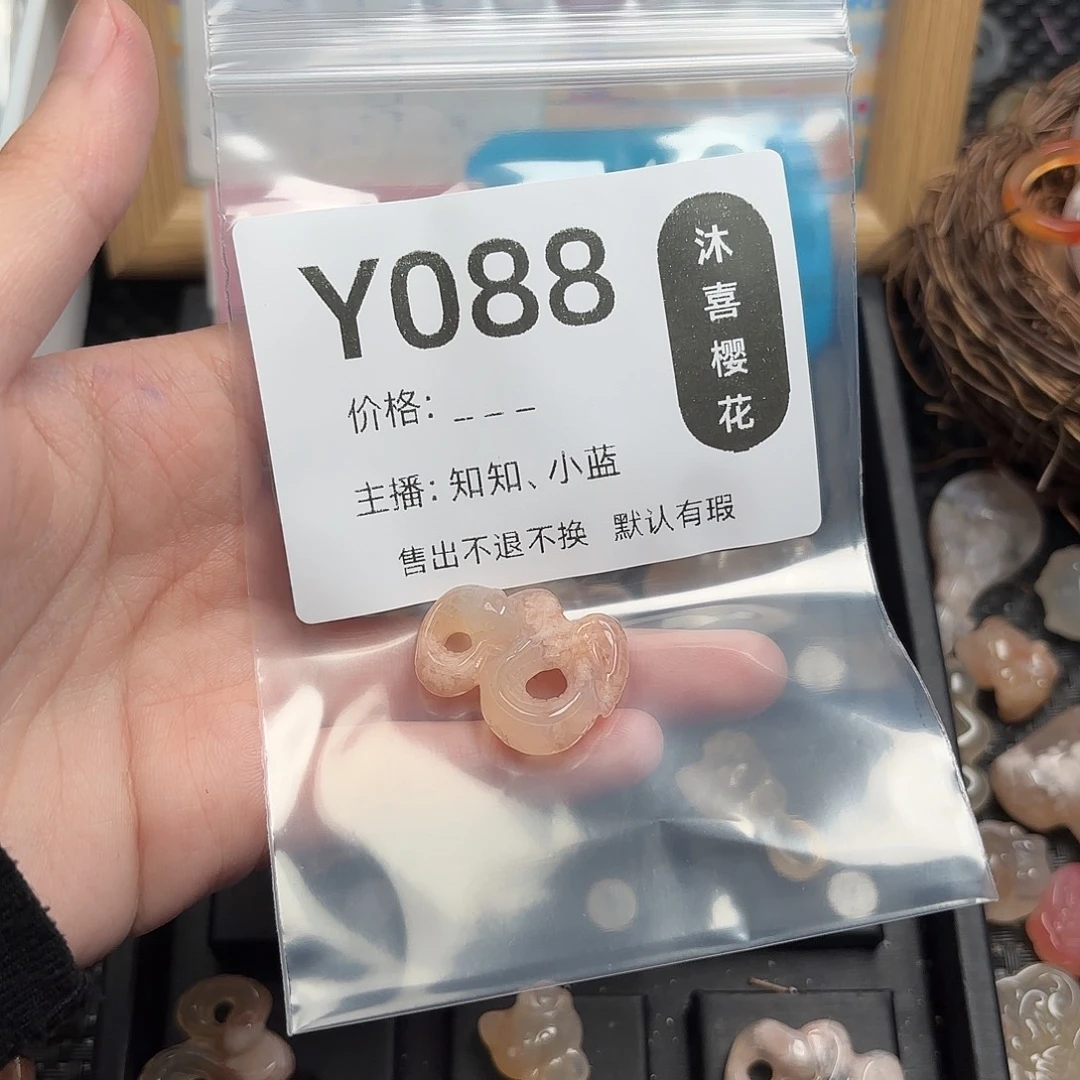 Y088
沐喜樱花
价格：_ _ _
主播：知知、小蓝
售出不退不换 默认有瑕